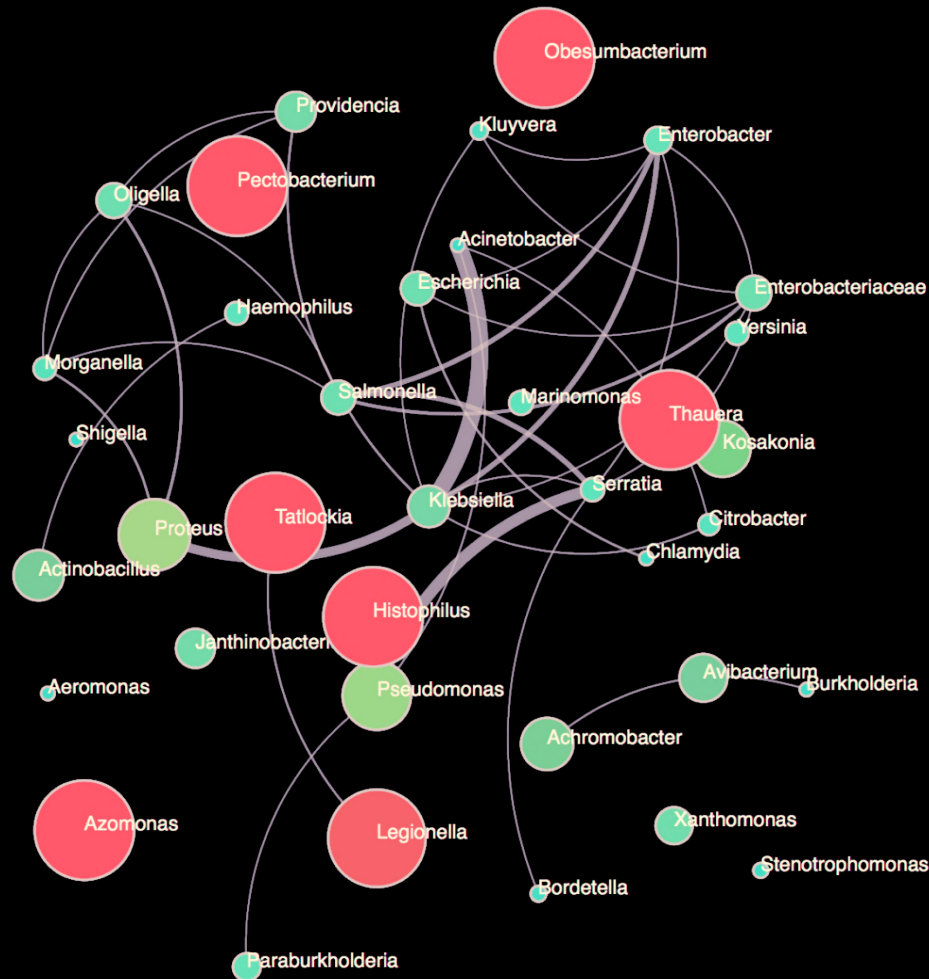 Obesumbacterium
Providencia
Kluyvera
Enterobacter
Pectobacterium
Oligella
Acinetobacter
Escherichia
Enterobacteriaceae
Haemophilus
Yersinia
Morganella
Salmonella
Marinomonas
Thauera
Shigella
Kosakonia
Serratia
Klebsiella
Tatlockia
Citrobacter
Proteus
Chlamydia
Actinobacillus
Histophilus
Janthinobacteri
Avibacterium
Burkholderia
Aeromonas
Pseudomonas
Achromobacter
Azomonas
Xanthomonas
Legionella
Stenotrophomonas
Bordetella
Paraburkholderia